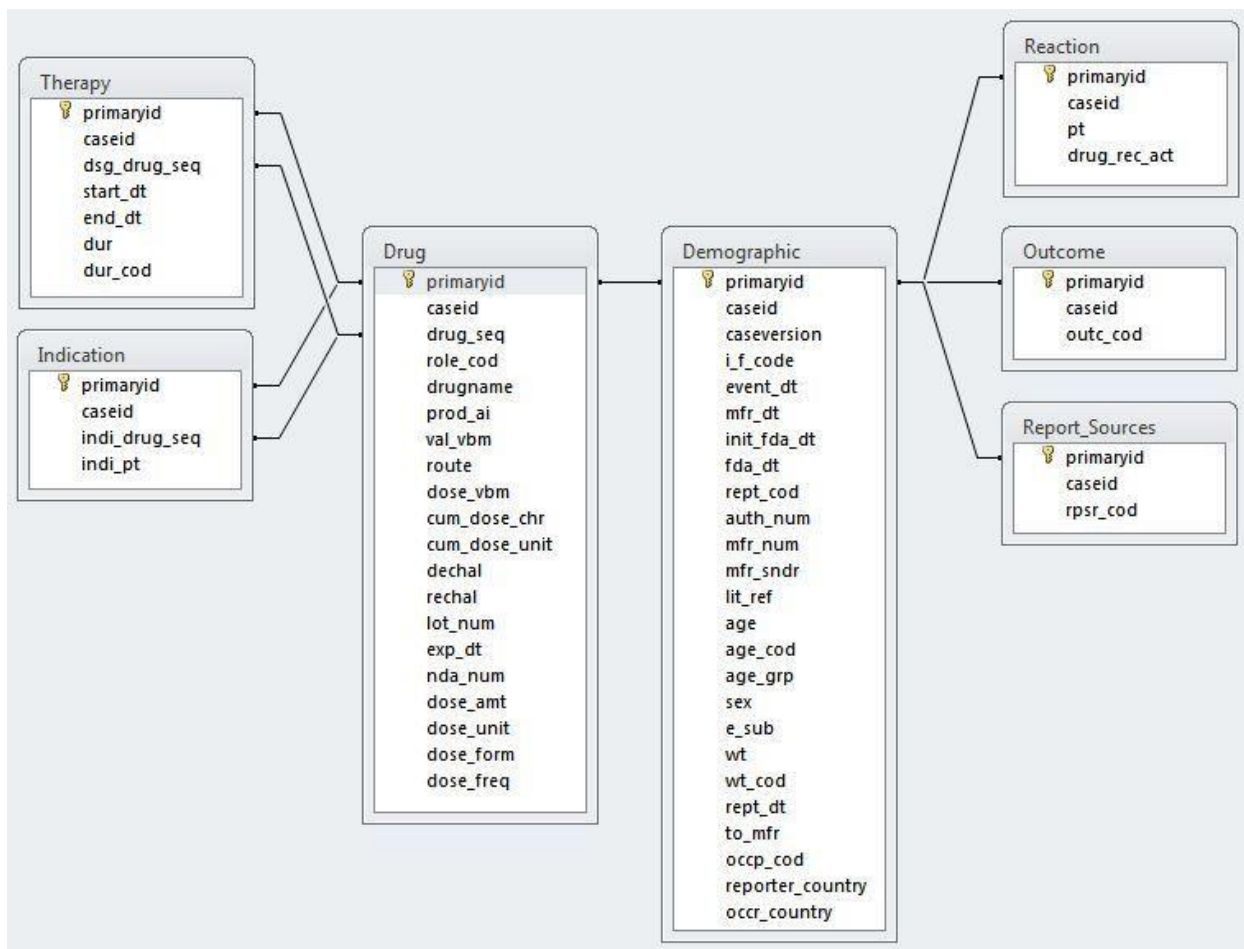 Therapy
primaryid
caseid
dsg_drug_seq
start_dt
end_dt
dur
dur_cod
Indication
primaryid
caseid
indi_drug_seq
indi_pt
Drug
primaryid
caseid
drug_seq
role_cod
drugname
prod_ai
val_vbm
route
dose_vbm
cum_dose_chr
cum_dose_unit
dechal
rechal
lot_num
exp_dt
nda_num
dose_amt
dose_unit
dose_form
dose_freq
Demographic
primaryid
caseid
caseversion
i_f_code
event_dt
mfr_dt
init_fda_dt
fda_dt
rept_cod
auth_num
mfr_num
mfr_sndr
lit_ref
age
age_cod
age_grp
sex
e_sub
wt
wt_cod
rept_dt
to_mfr
occp_cod
reporter_country
occr_country
Reaction
primaryid
caseid
pt
drug_rec_act
Outcome
primaryid
caseid
outc_cod
Report_Sources
primaryid
caseid
rpsr_cod